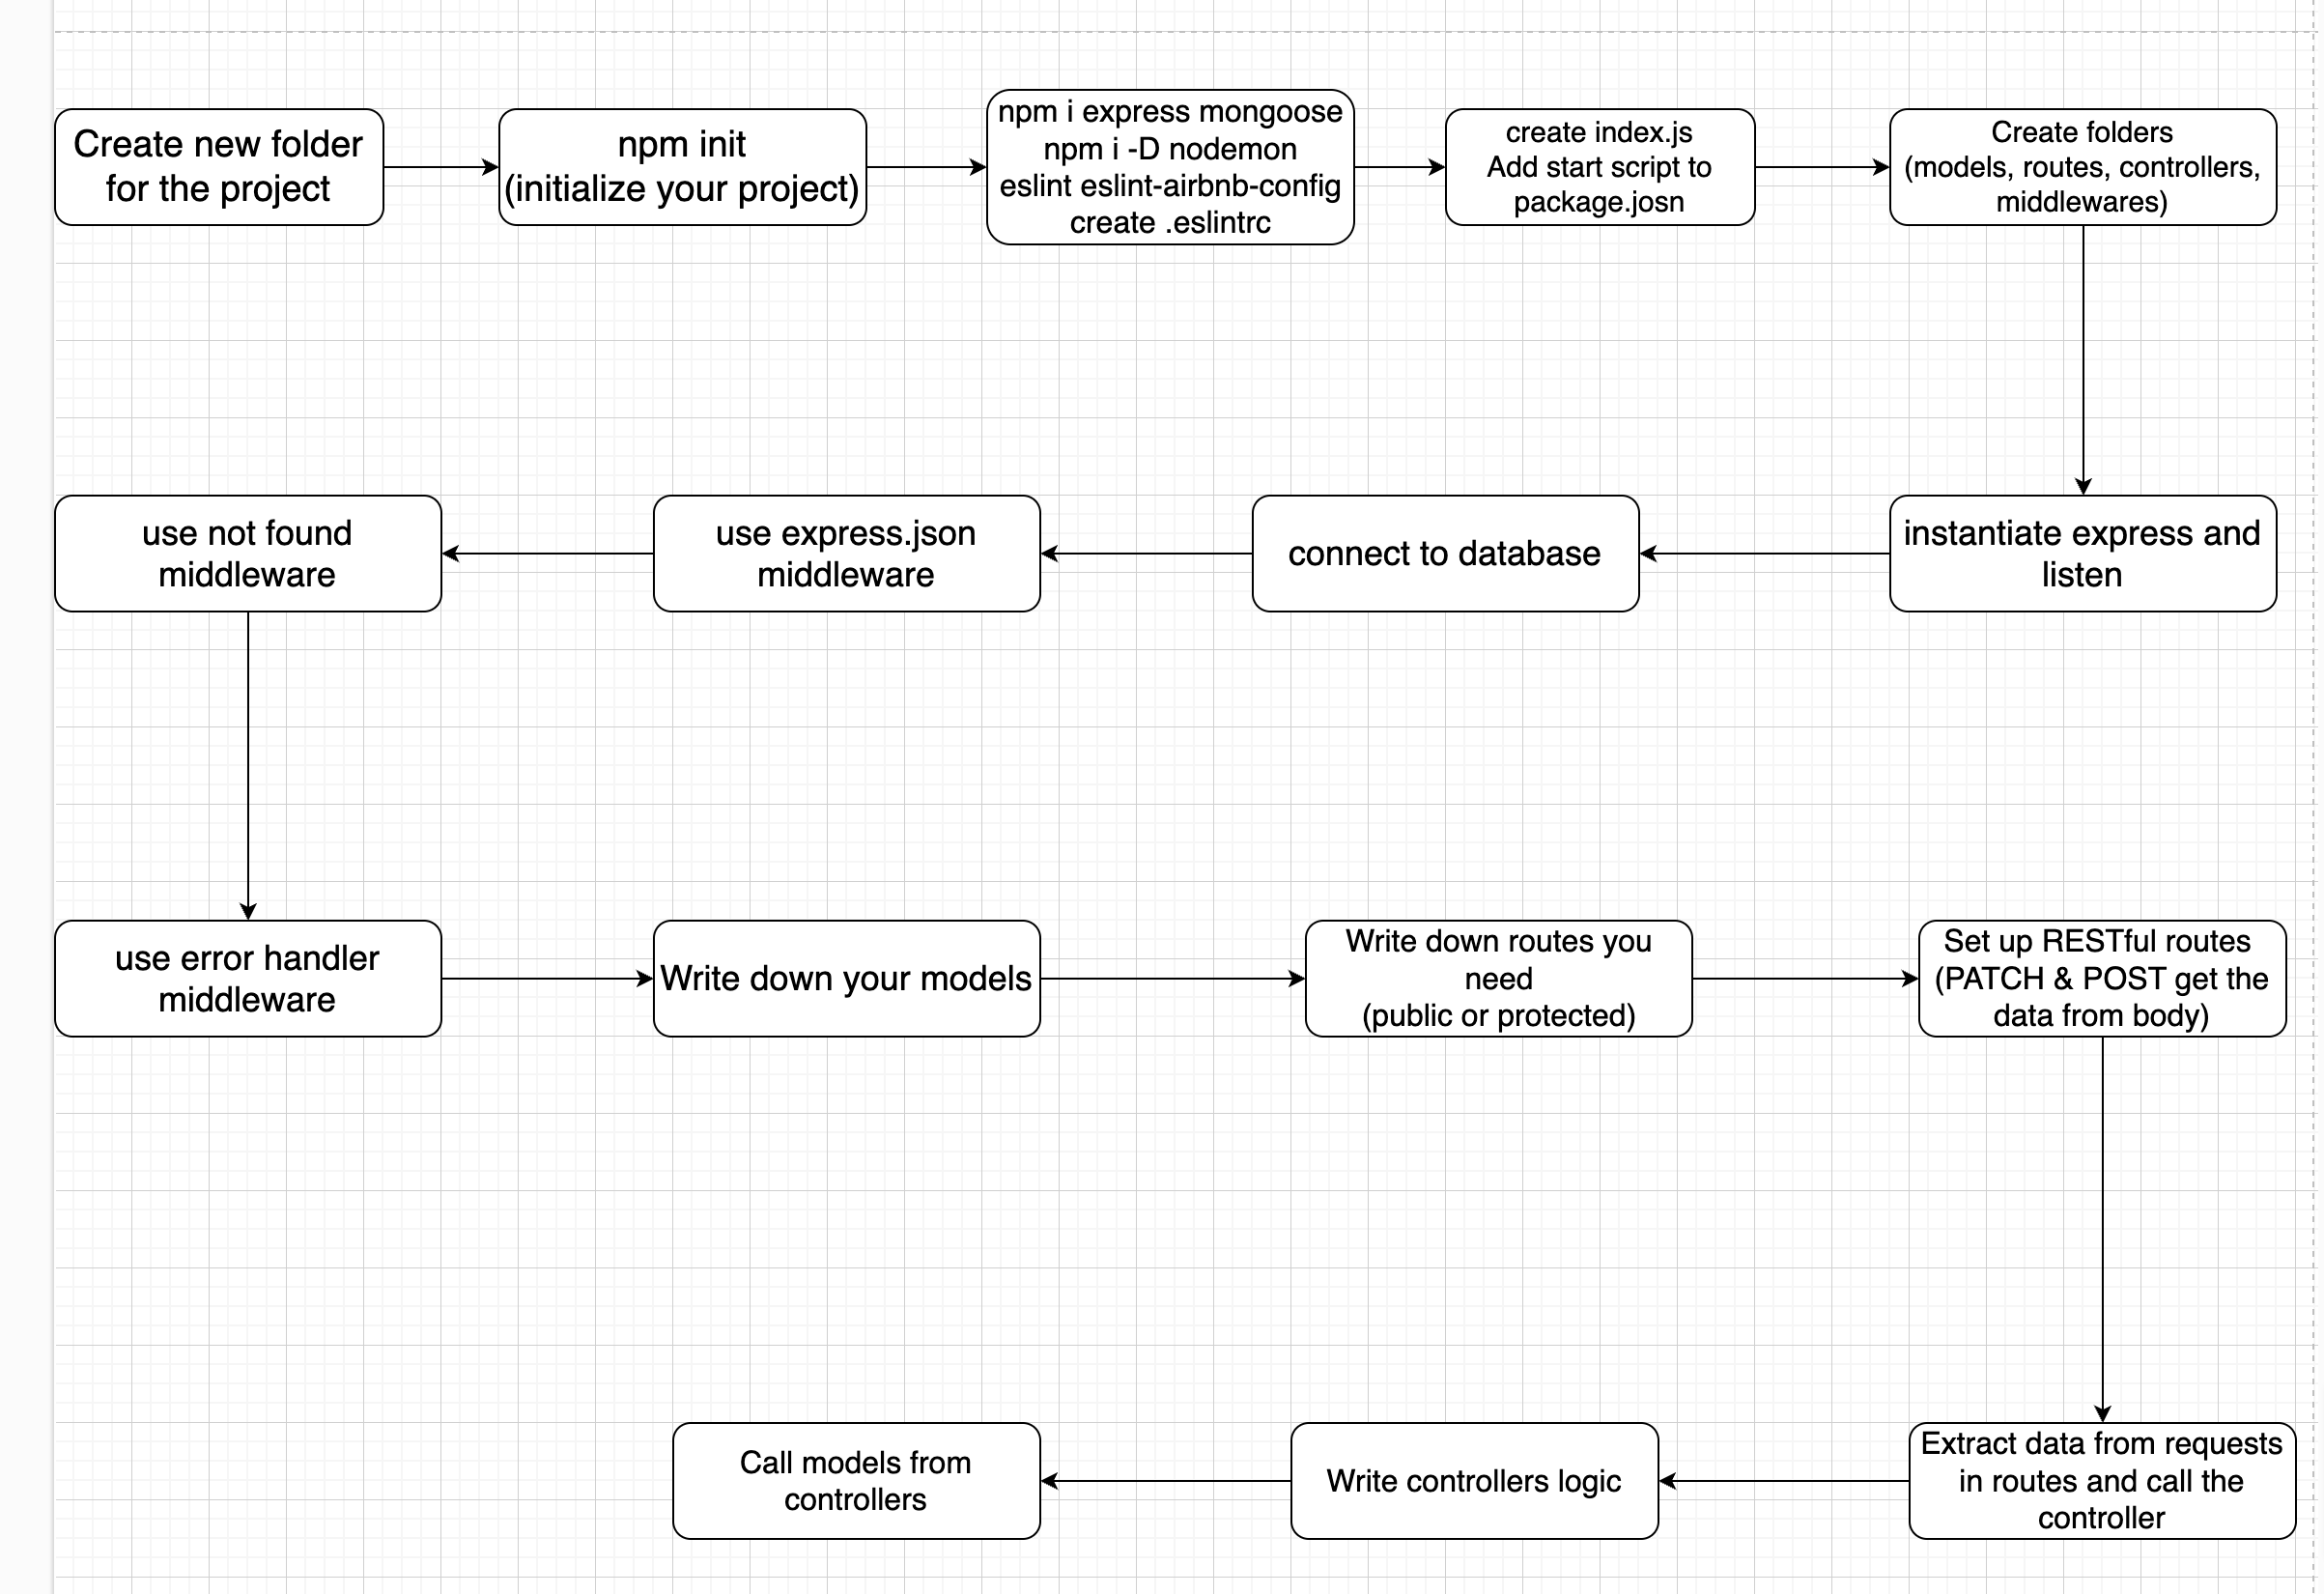 Create new folder
for the project
npm init
(initialize your project)
npm i express mongoose
npm i -D nodemon
eslint eslint-airbnb-config
create .eslintrc
create index.js
Add start script to
package.josn
Create folders
(models, routes, controllers,
middlewares)
instantiate express and
listen
connect to database
use express.json
middleware
use not found
middleware
use error handler
middleware
Write down your models
Write down routes you
need
(public or protected)
Set up RESTful routes
(PATCH & POST get the
data from body)
Extract data from requests
in routes and call the
controller
Write controllers logic
Call models from
controllers